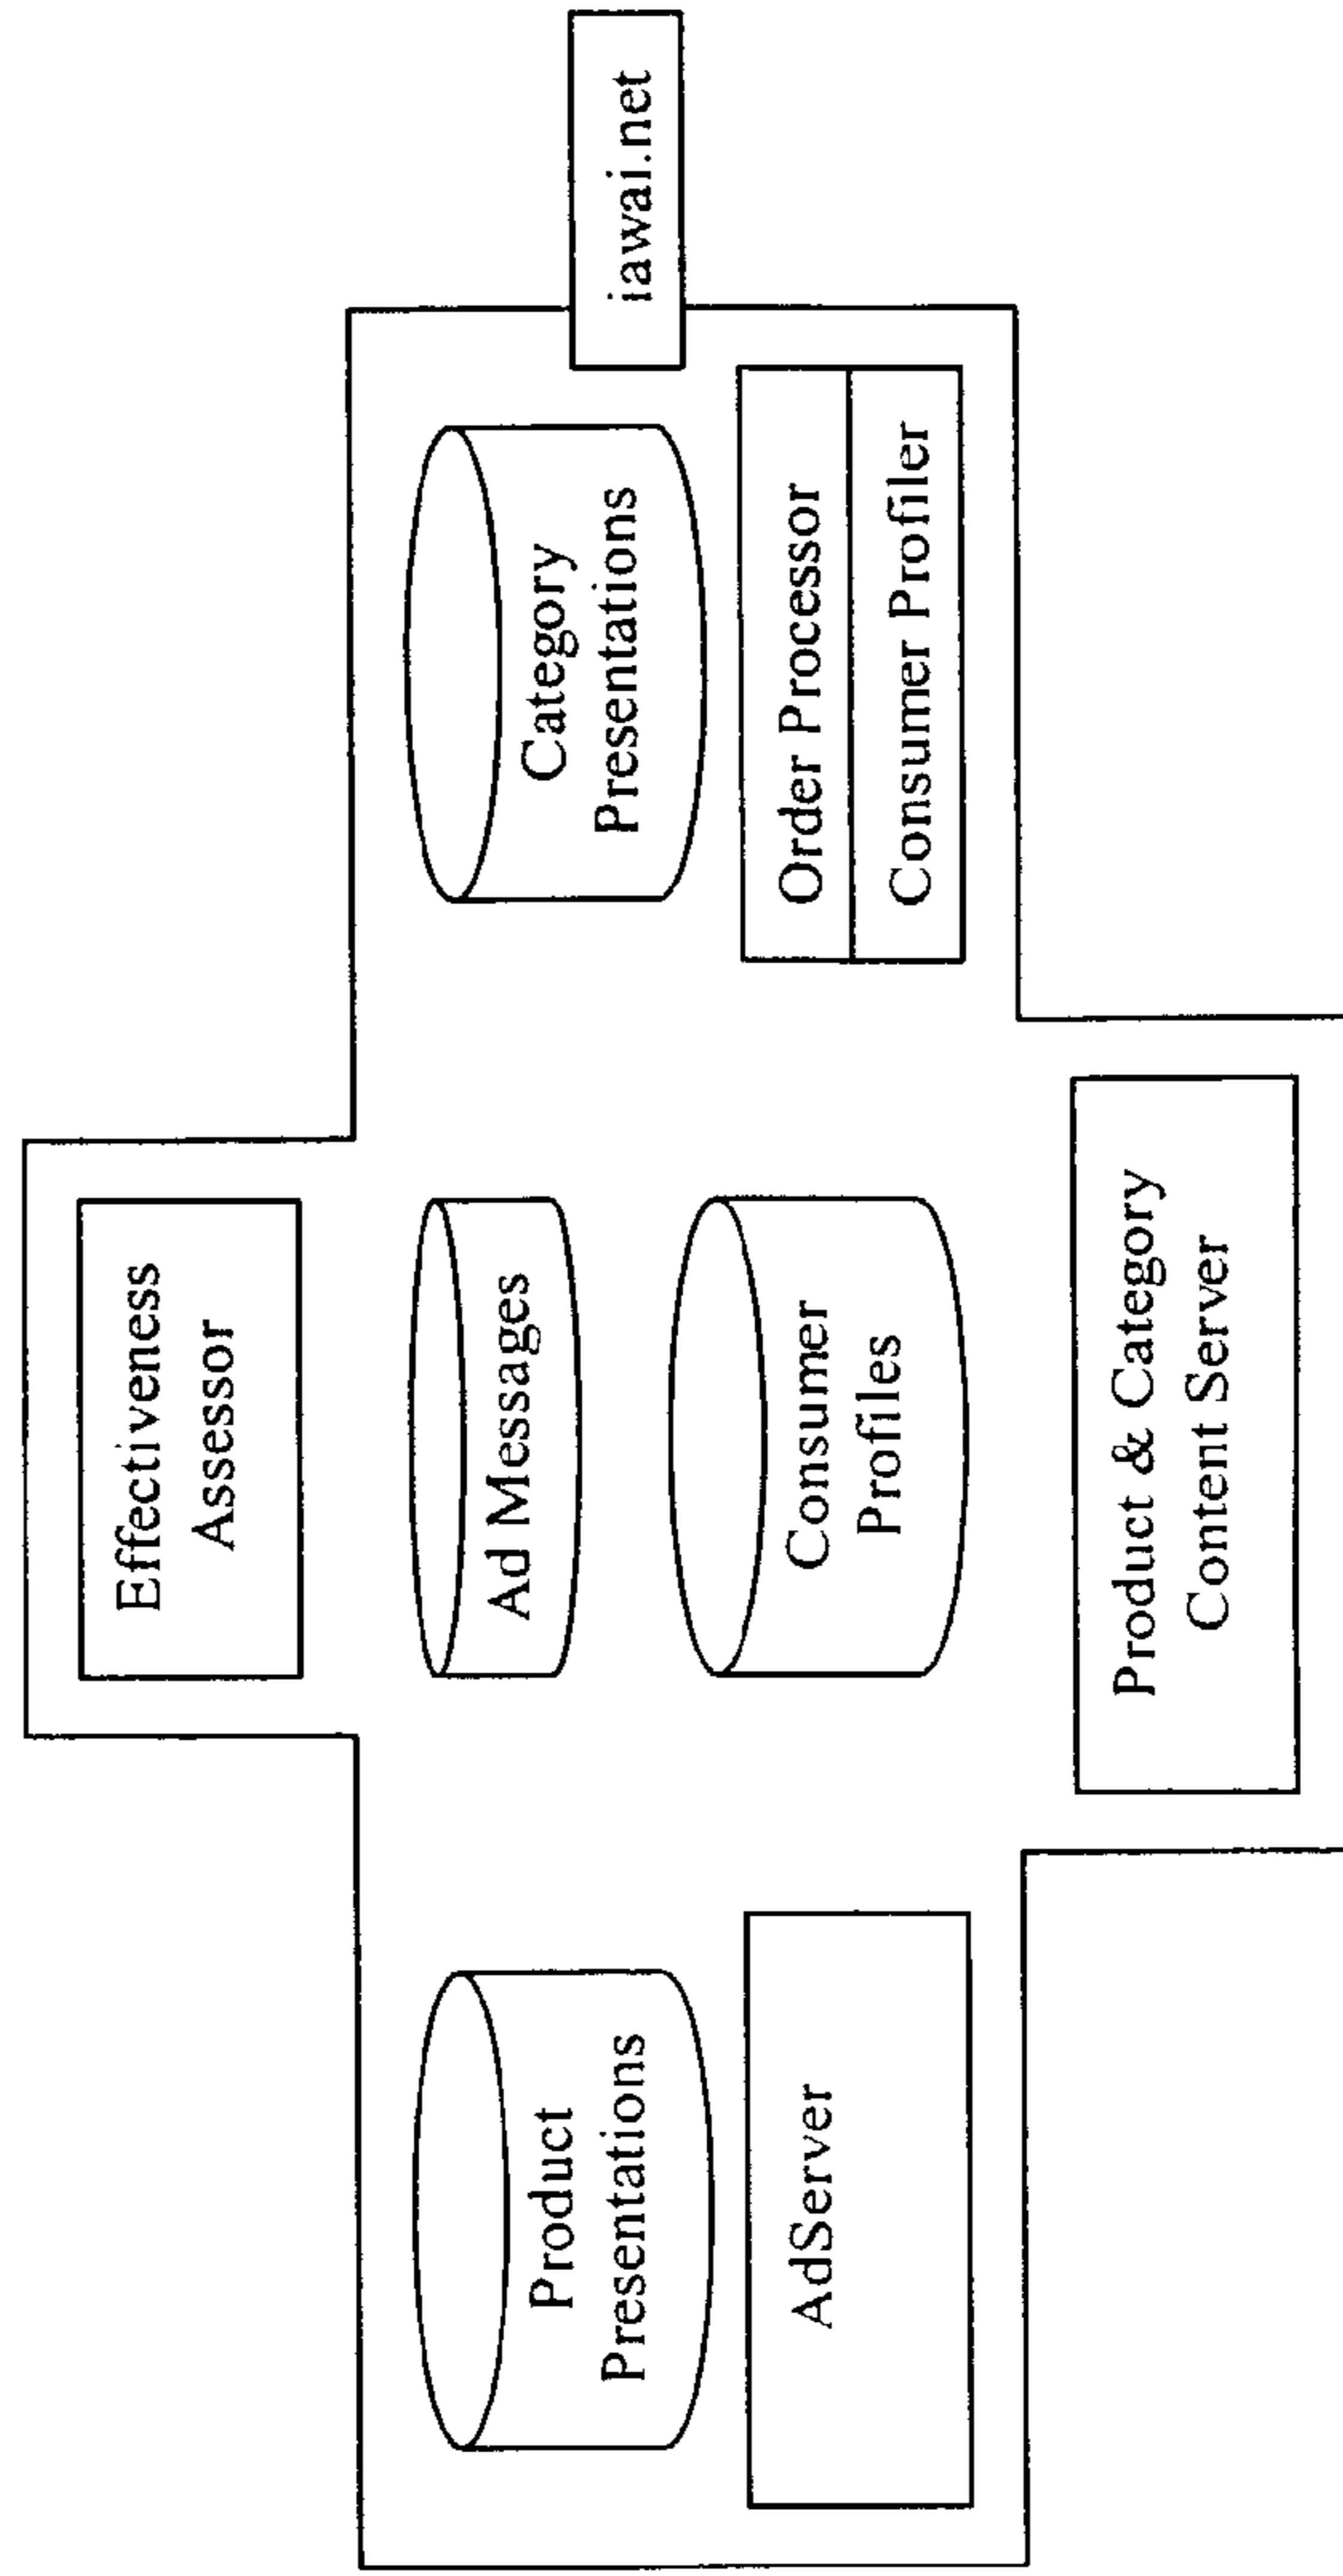 Effectiveness
Assessor
Product
Presentations
Ad Messages
Category
Presentations
iawai.net
AdServer
Consumer
Profiles
Order Processor
Consumer Profiler
Product & Category
Content Server